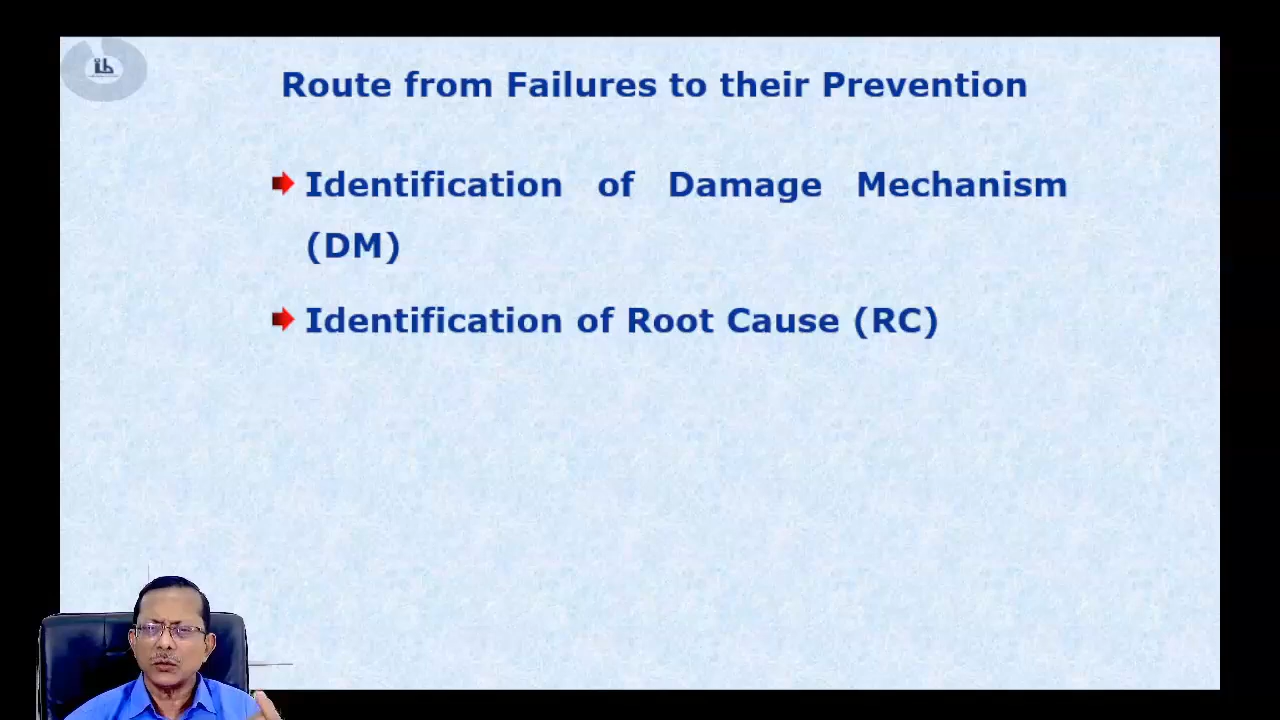 Route from Failures to their Prevention
Identification of Damage Mechanism
(DM)
Identification of Root Cause (RC)